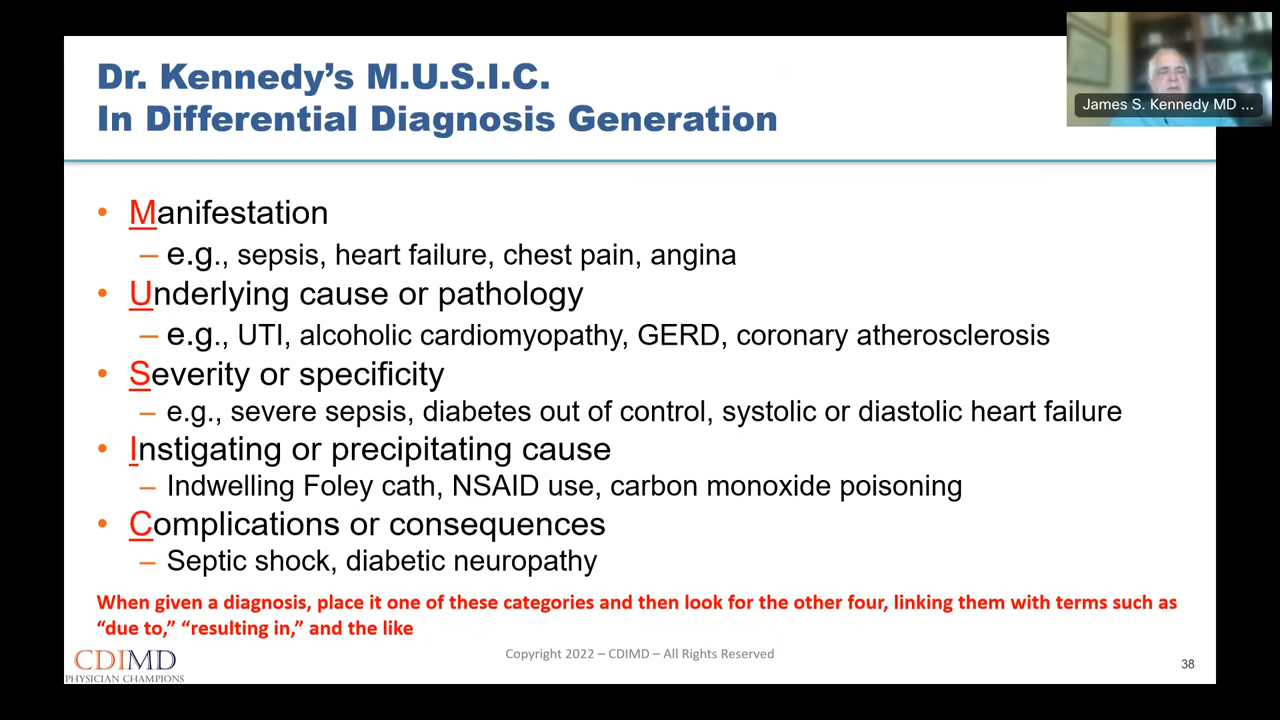 Dr. Kennedy's M.U.S.I.C.
In Differential Diagnosis Generation
James S. Kennedy MD ...
• Manifestation
– e.g., sepsis, heart failure, chest pain, angina
• Underlying cause or pathology
– e.g., UTI, alcoholic cardiomyopathy, GERD, coronary atherosclerosis
• Severity or specificity
– e.g., severe sepsis, diabetes out of control, systolic or diastolic heart failure
• Instigating or precipitating cause
– Indwelling Foley cath, NSAID use, carbon monoxide poisoning
• Complications or consequences
– Septic shock, diabetic neuropathy
When given a diagnosis, place it one of these categories and then look for the other four, linking them with terms such as
“due to,” “resulting in,” and the like
CDIMD
PHYSICIAN CHAMPIONS
Copyright 2022 – CDIMD – All Rights Reserved
38